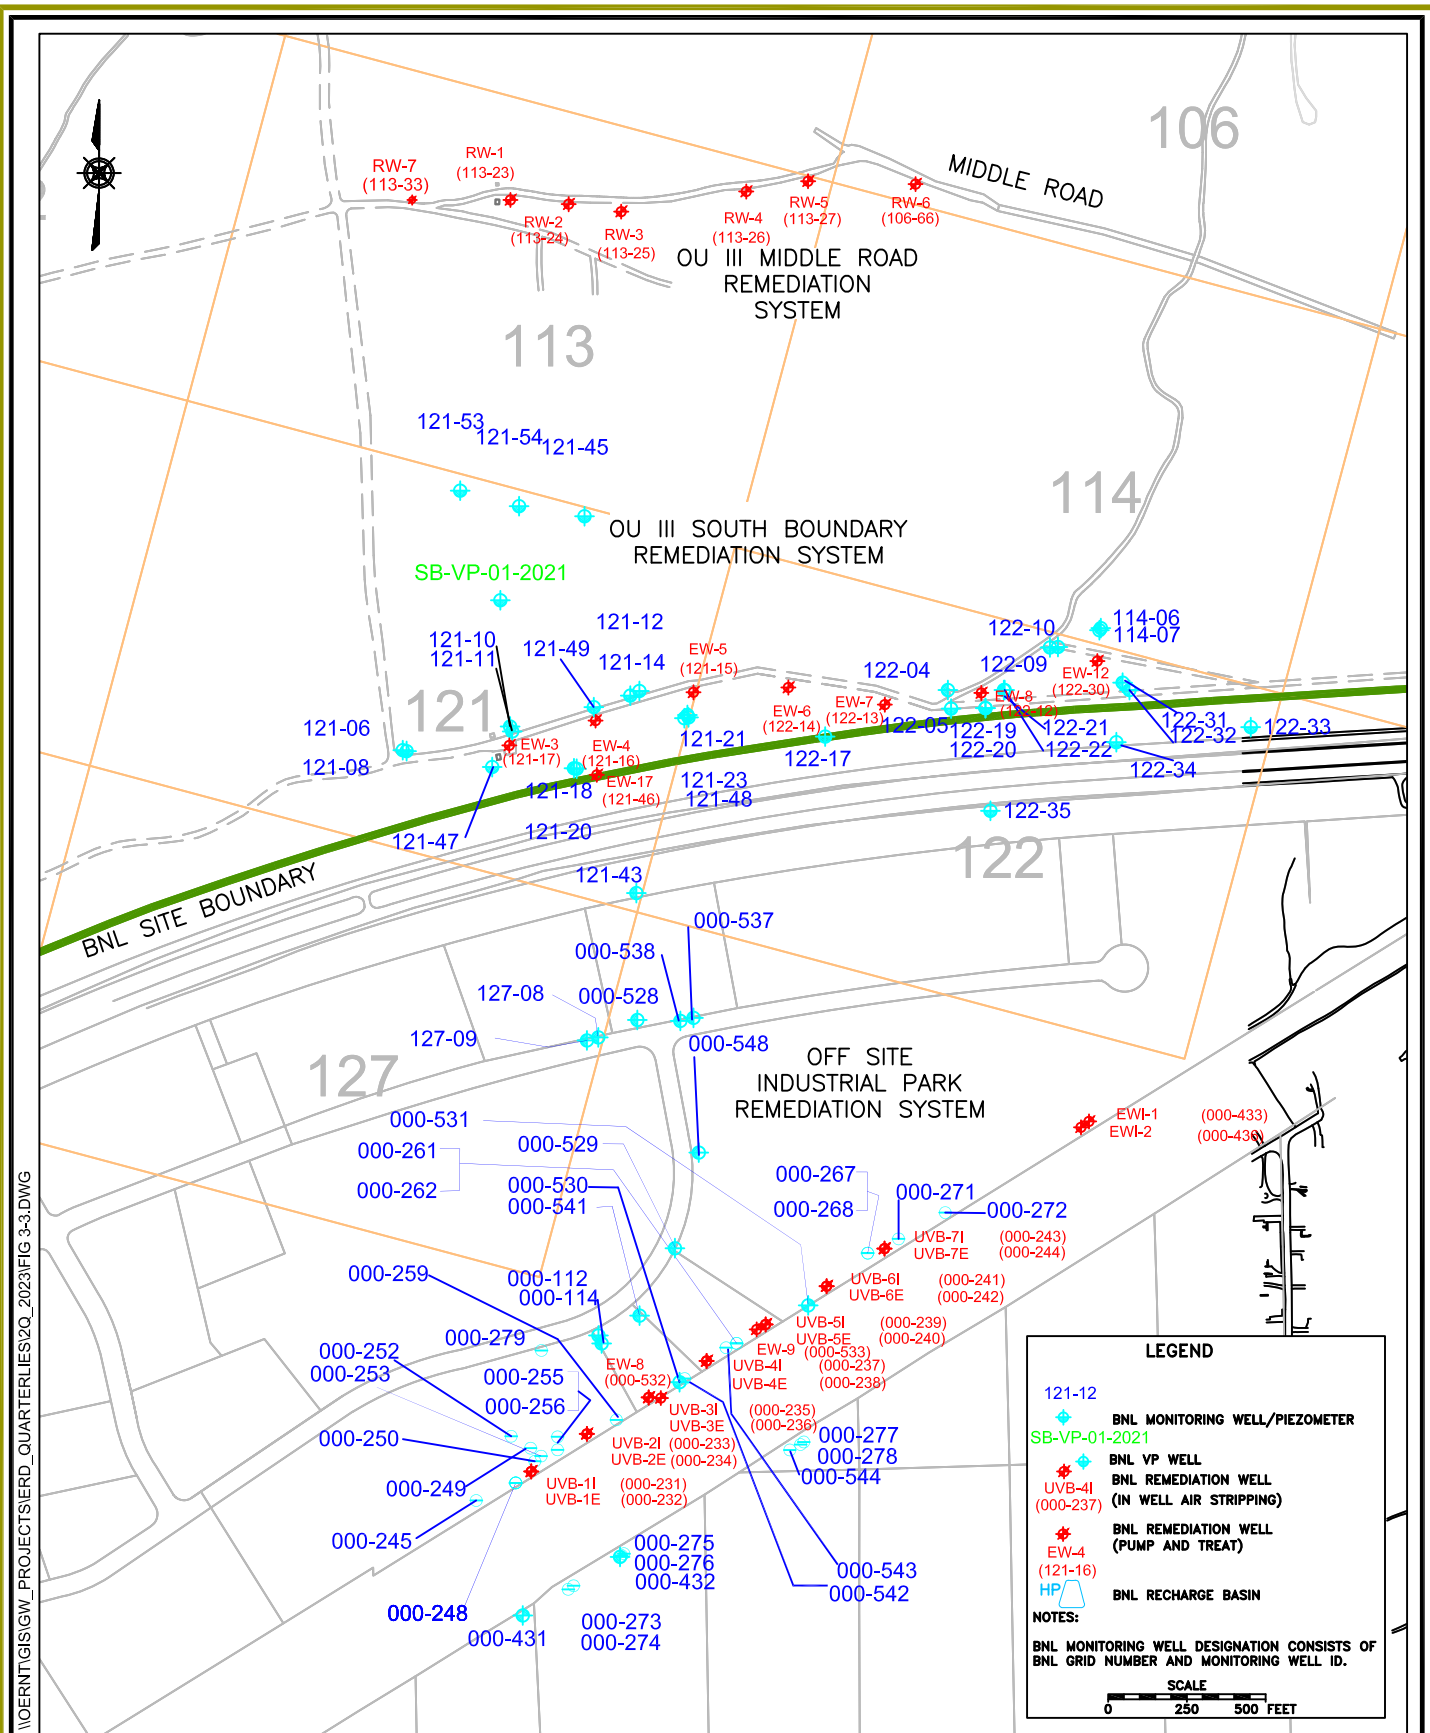 106
MIDDLE ROAD
RW-7
(113-33)
RW-1
(113-23)
RW-2
(113-24)
RW-3
(113-25)
RW-4
(113-26)
RW-5
(113-27)
RW-6
(106-66)
OU III MIDDLE ROAD
REMEDIATION
SYSTEM
113
121-53
121-54
121-45
114
OU III SOUTH BOUNDARY
REMEDIATION SYSTEM
SB-VP-01-2021
121-10
121-11
121-49
121-12
121-14
EW-5
(121-15)
122-04
122-10
122-09
114-06
114-07
EW-12
(122-30)
121
121-06
121-08
EW-3
(121-17)
EW-4
(121-16)
EW-17
(121-46)
121-21
EW-6
(122-14)
EW-7
(122-13)
122-05
EW-8
(122-12)
122-19
122-20
122-21
122-22
122-31
122-32
122-33
122-34
122-17
121-18
121-20
121-23
121-48
121-47
122-35
122
BNL SITE BOUNDARY
121-43
000-537
000-538
127-08
000-528
127-09
000-548
127
OFF SITE
INDUSTRIAL PARK
REMEDIATION SYSTEM
000-531
000-261
000-262
000-529
000-530
000-541
EWI-1 (000-433)
EWI-2 (000-436)
000-267
000-268
000-271
000-272
UVB-7I (000-243)
UVB-7E (000-244)
000-259
000-112
000-114
UVB-6I (000-241)
UVB-6E (000-242)
000-279
UVB-5I (000-239)
UVB-5E (000-240)
000-252
000-253
EW-9 (000-533)
EW-8
(000-532)
UVB-4I (000-237)
UVB-4E (000-238)
000-255
000-256
UVB-3I (000-235)
UVB-3E (000-236)
000-250
UVB-2I (000-233)
UVB-2E (000-234)
000-277
000-278
000-544
000-249
UVB-1I (000-231)
UVB-1E (000-232)
000-245
000-275
000-276
000-432
000-543
000-542
000-248
000-431
000-273
000-274
LEGEND
121-12
BNL MONITORING WELL/PIEZOMETER
SB-VP-01-2021
BNL VP WELL
UVB-4I
(000-237)
BNL REMEDIATION WELL
(IN WELL AIR STRIPPING)
EW-4
(121-16)
BNL REMEDIATION WELL
(PUMP AND TREAT)
HP
BNL RECHARGE BASIN
NOTES:
BNL MONITORING WELL DESIGNATION CONSISTS OF
BNL GRID NUMBER AND MONITORING WELL ID.
SCALE
0 250 500 FEET
\\OERNT\GIS\GW_PROJECTS\ERD_QUARTERLIES\2Q_2023\FIG 3-3.DWG